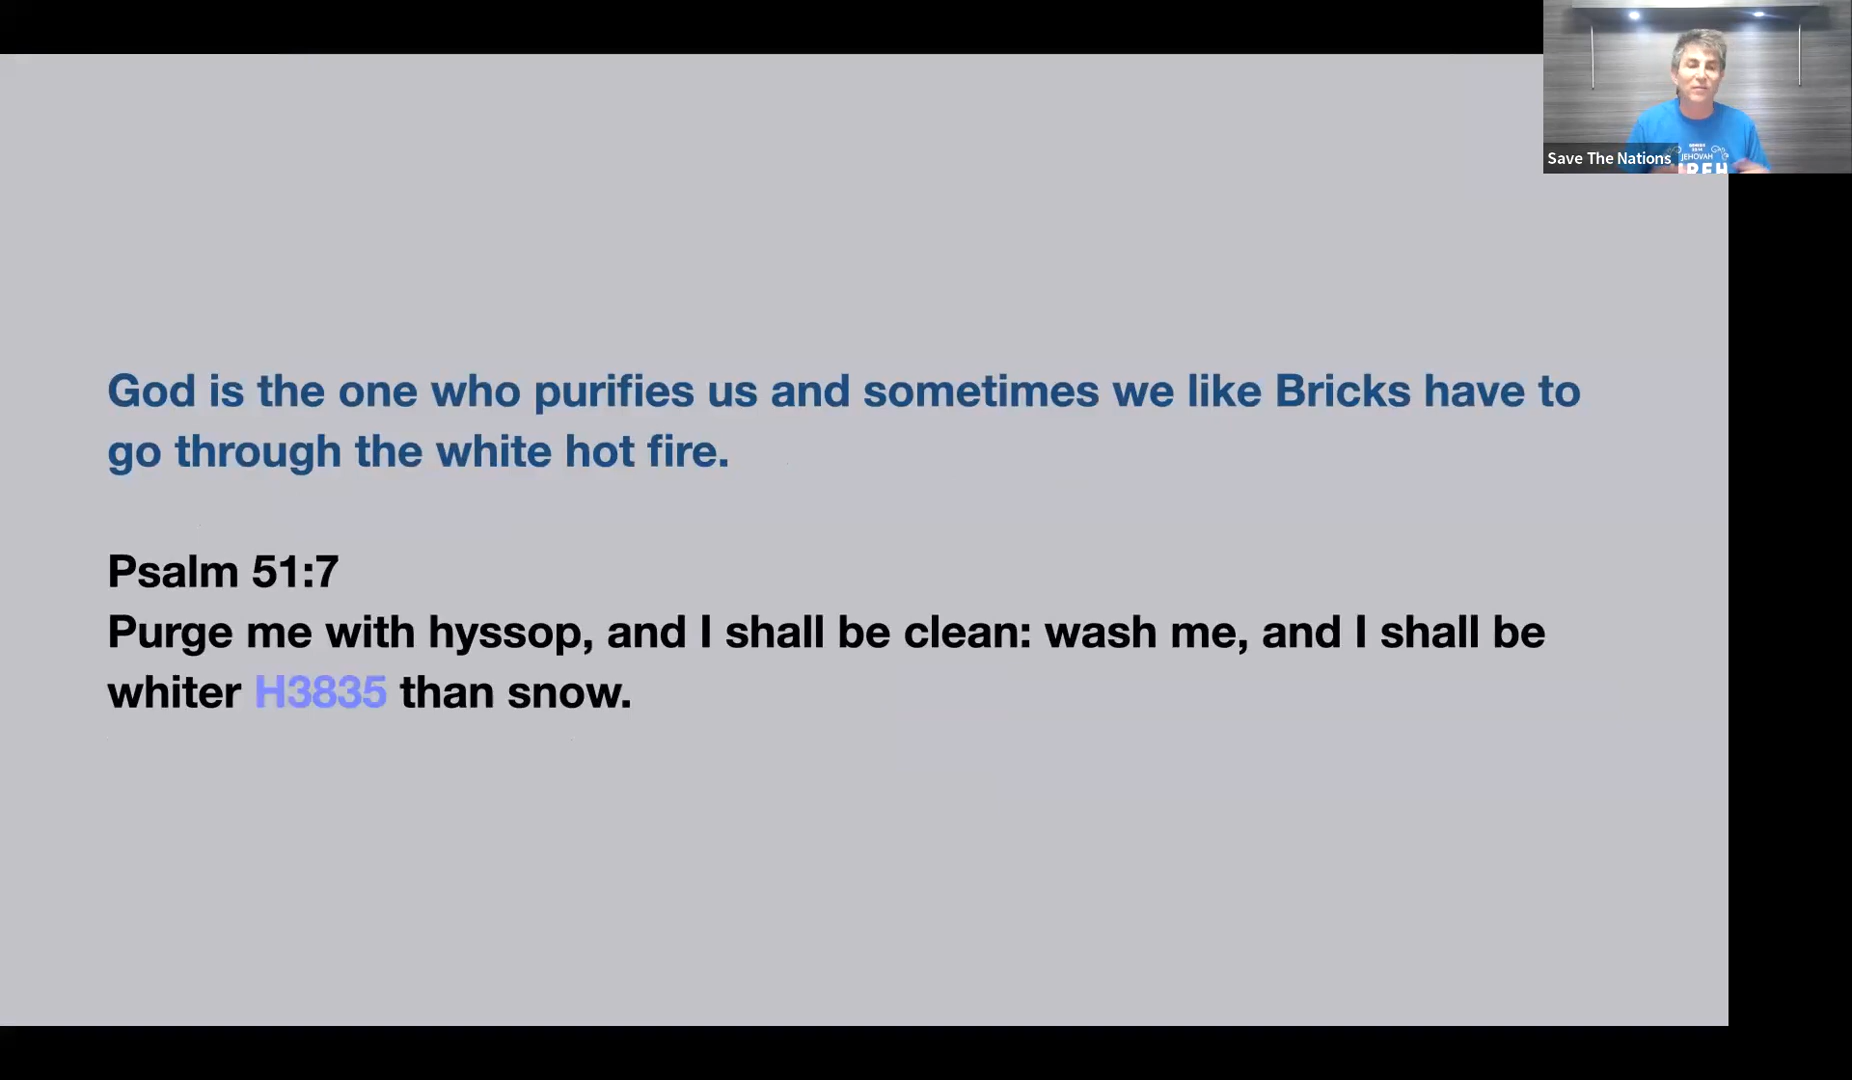 Save The Nations
JEHOVAH
God is the one who purifies us and sometimes we like Bricks have to
go through the white hot fire.
Psalm 51:7
Purge me with hyssop, and I shall be clean: wash me, and I shall be
whiter H3835 than snow.